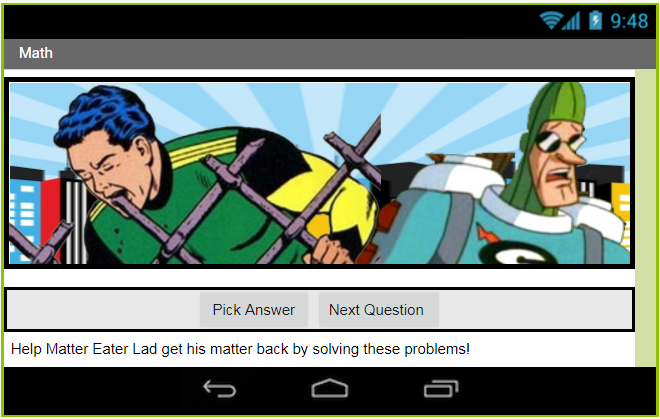 9:48
Math
Pick Answer Next Question
Help Matter Eater Lad get his matter back by solving these problems!